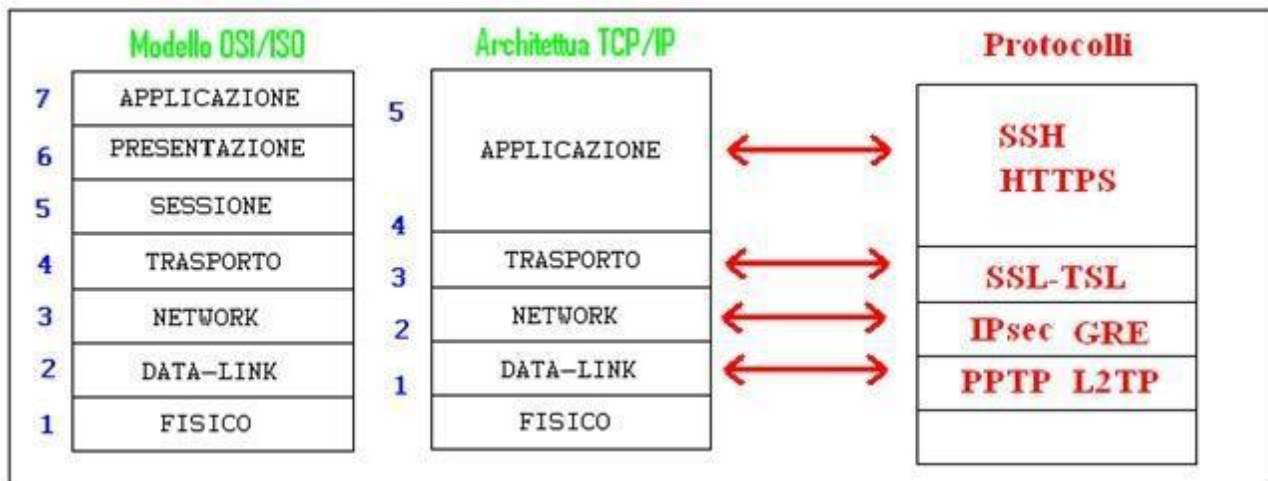 Modello OSI/ISO
7 APPLICAZIONE
6 PRESENTAZIONE
5 SESSIONE
4 TRASPORTO
3 NETWORK
2 DATA-LINK
1 FISICO
Architettua TCP/IP
5
APPLICAZIONE
4
TRASPORTO
3
NETWORK
2
DATA-LINK
1
FISICO
Protocolli
SSH
HTTPS
SSL-TSL
IPsec GRE
PPTP L2TP